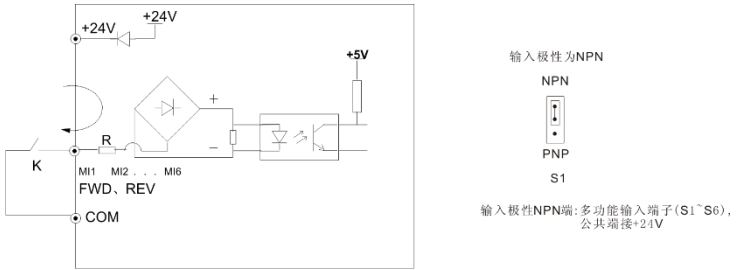 +24V
+24V
+5V
+
−
R
K
MI1 MI2 . . . MI6
FWD、REV
COM
输入极性为NPN
NPN
PNP
S1
输入极性NPN端:多功能输入端子(S1~S6),
公共端接+24V